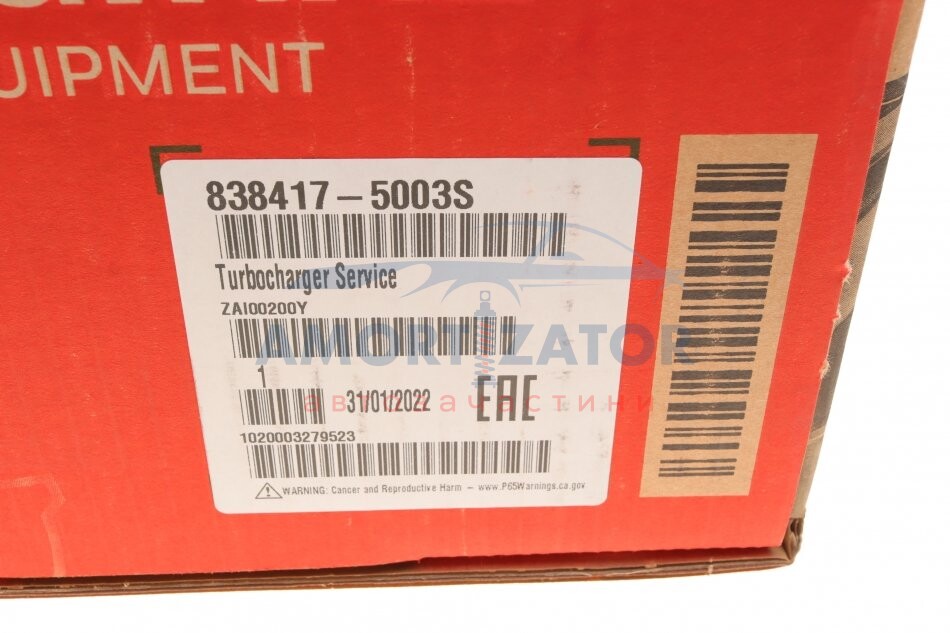 UIPMENT
838417-5003S
Turbocharger Service
ZAI00200Y
AMORTIZATOR
1
31/01/2022
EAC
автозапчастини
1020003279523
WARNING: Cancer and Reproductive Harm - www.P65Warnings.ca.gov